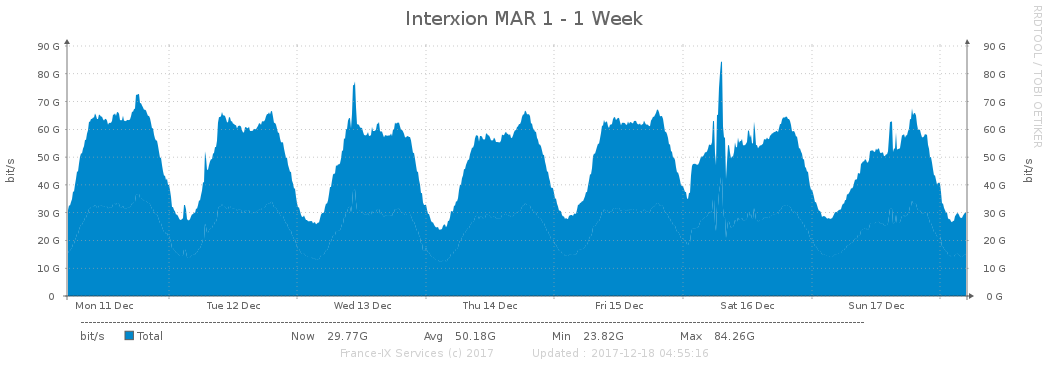 Interxion MAR 1 - 1 Week
RRDTOOL / TOBI OETIKER
90 G 90 G
80 G 80 G
70 G 70 G
60 G 60 G
50 G 50 G
40 G 40 G
30 G 30 G
20 G 20 G
10 G 10 G
0 0 G
bit/s bit/s
Mon 11 Dec Tue 12 Dec Wed 13 Dec Thu 14 Dec Fri 15 Dec Sat 16 Dec Sun 17 Dec
bit/s Total Now 29.77G Avg 50.18G Min 23.82G Max 84.26G
France-IX Services (c) 2017 Updated : 2017-12-18 04:55:16